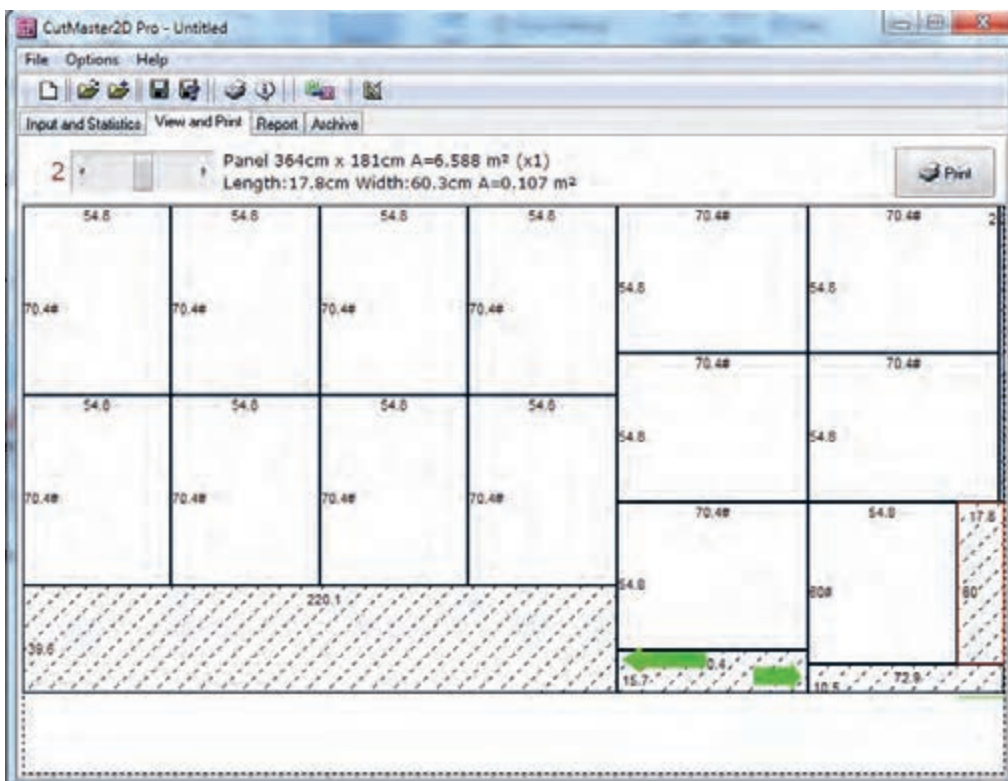 CutMaster2D Pro - Untitled
File Options Help
Input and Statistics View and Print Report Archive
2 Panel 364cm x 181cm A=6.588 m² (x1)
Length:17.8cm Width:60.3cm A=0.107 m²
Print
54.8 54.8 54.8 54.8 70.4# 70.4# 2
70.4# 70.4# 70.4# 70.4# 54.8 54.8
70.4# 70.4#
54.8 54.8 54.8 54.8
54.8 54.8
70.4# 70.4# 70.4# 70.4#
70.4# 54.8 17.8
54.8 60# 60
220.1
39.6
0.4
15.7 72.9
10.5